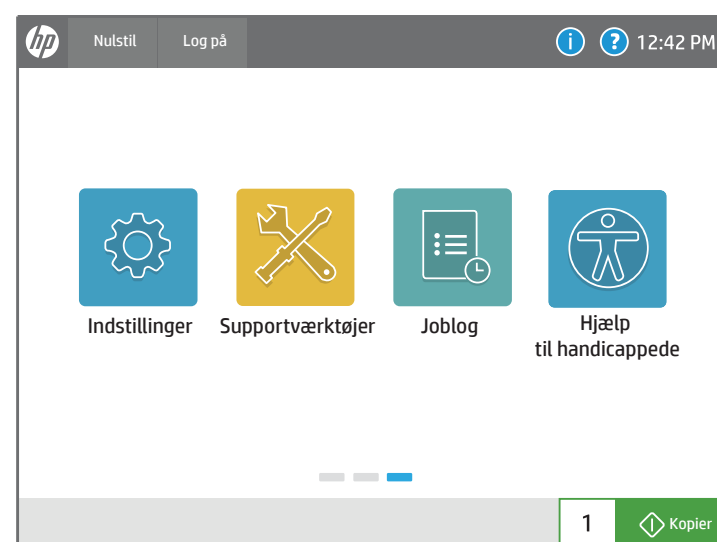 hp
Nulstil
Log på
i
?
12:42 PM
Indstillinger
Supportværktøjer
Joblog
Hjælp
til handicappede
1
Kopier